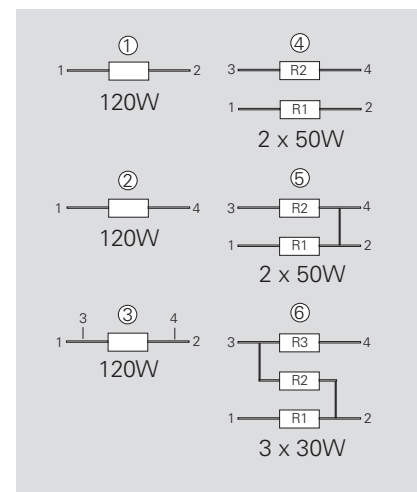 ① ④
1 2 3 R2 4
120W 1 R1 2
2 x 50W
② ⑤
1 4 3 R2 4
120W 1 R1 2
2 x 50W
③ ⑥
3 4
1 2 3 R3 4
120W R2
1 R1 2
3 x 30W